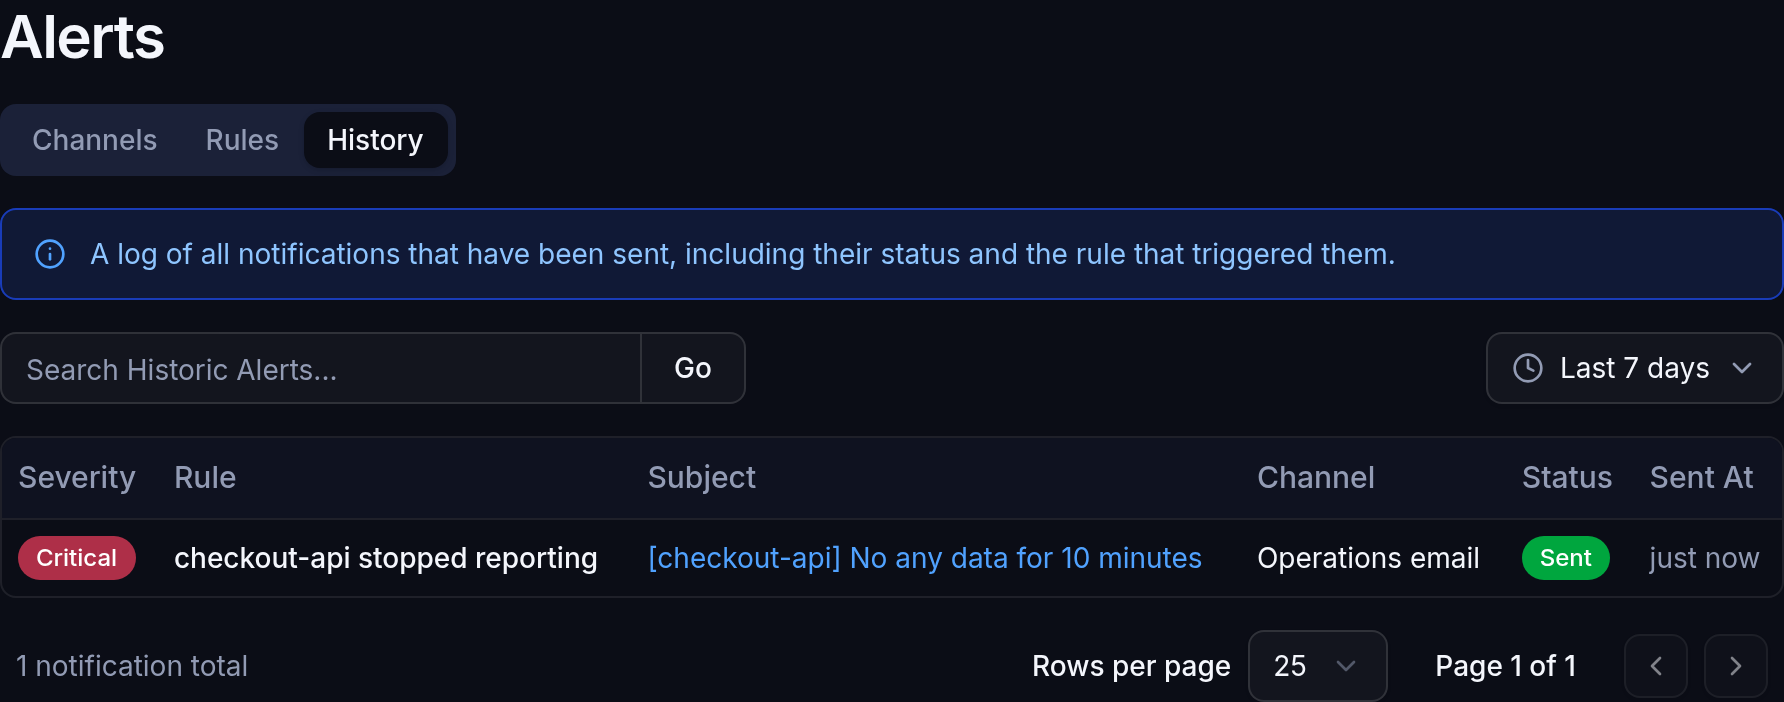 Alerts
Channels Rules History
A log of all notifications that have been sent, including their status and the rule that triggered them.
Search Historic Alerts... Go Last 7 days
Severity Rule Subject Channel Status Sent At
Critical checkout-api stopped reporting [checkout-api] No any data for 10 minutes Operations email Sent just now
1 notification total Rows per page 25 Page 1 of 1